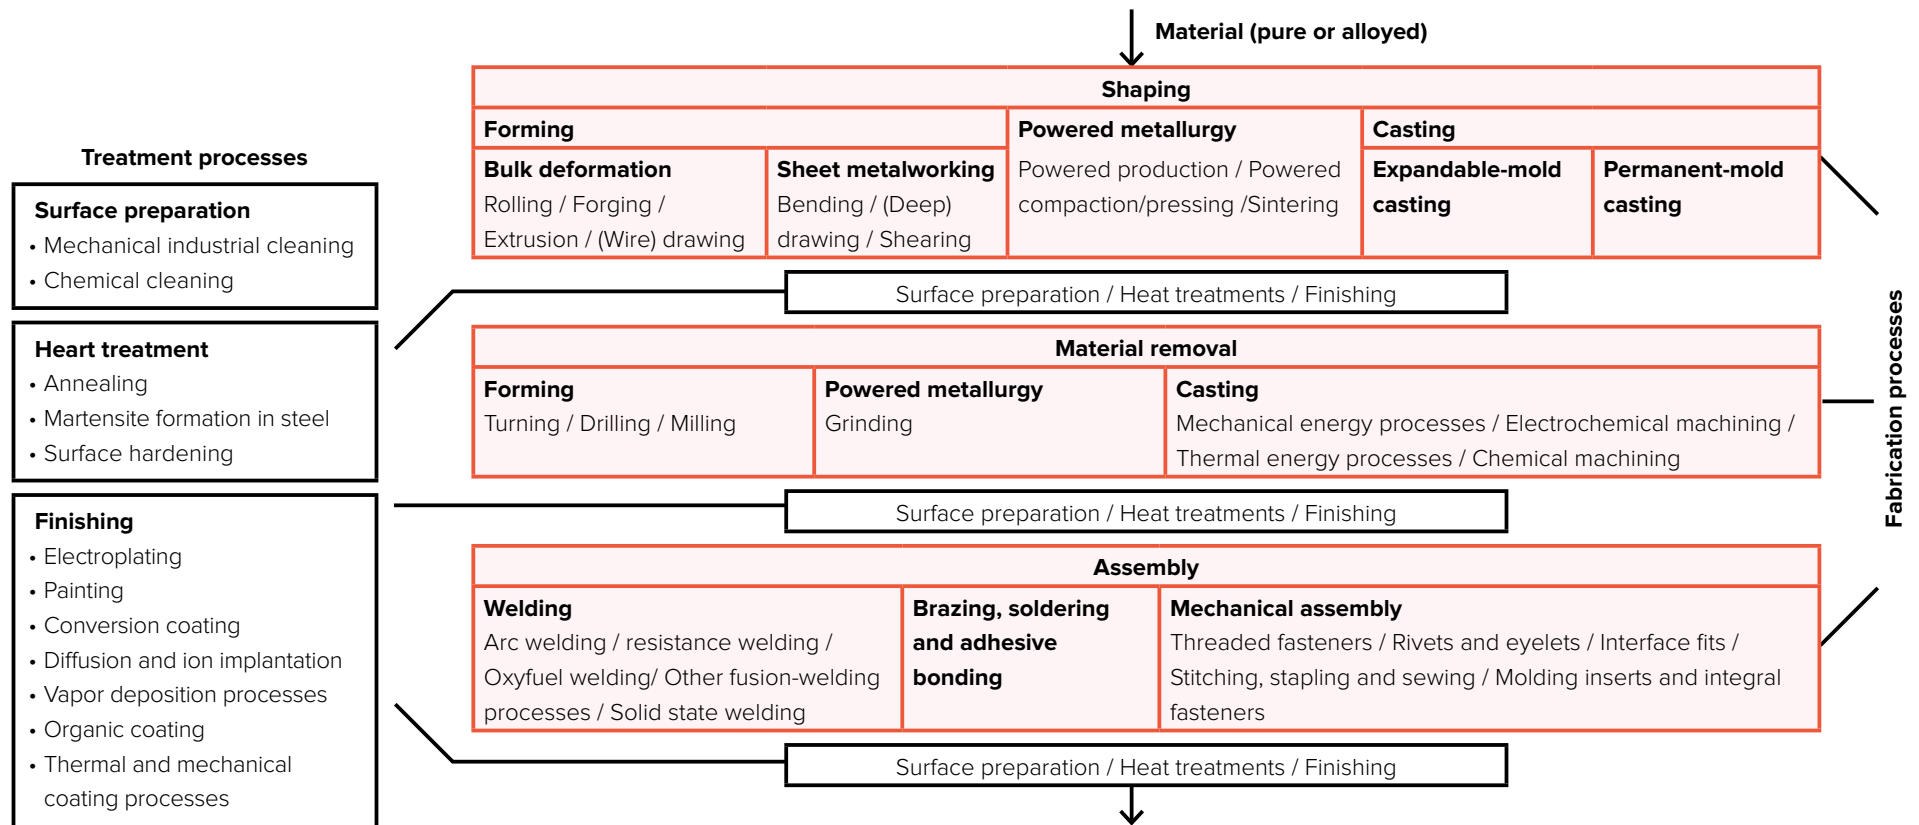 Material (pure or alloyed)
Treatment processes
Surface preparation
• Mechanical industrial cleaning
• Chemical cleaning
Heart treatment
• Annealing
• Martensite formation in steel
• Surface hardening
Finishing
• Electroplating
• Painting
• Conversion coating
• Diffusion and ion implantation
• Vapor deposition processes
• Organic coating
• Thermal and mechanical
coating processes
Shaping
Forming
Bulk deformation
Rolling / Forging /
Extrusion / (Wire) drawing
Sheet metalworking
Bending / (Deep)
drawing / Shearing
Powered metallurgy
Powered production / Powered
compaction/pressing /Sintering
Casting
Expandable-mold
casting
Permanent-mold
casting
Surface preparation / Heat treatments / Finishing
Material removal
Forming
Turning / Drilling / Milling
Powered metallurgy
Grinding
Casting
Mechanical energy processes / Electrochemical machining /
Thermal energy processes / Chemical machining
Surface preparation / Heat treatments / Finishing
Assembly
Welding
Arc welding / resistance welding /
Oxyfuel welding/ Other fusion-welding
processes / Solid state welding
Brazing, soldering
and adhesive
bonding
Mechanical assembly
Threaded fasteners / Rivets and eyelets / Interface fits /
Stitching, stapling and sewing / Molding inserts and integral
fasteners
Surface preparation / Heat treatments / Finishing
Fabrication processes